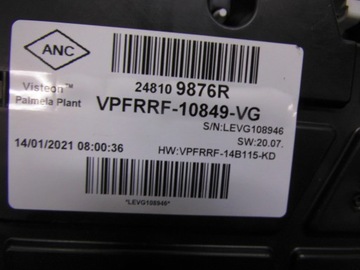 ANC
Visteon™
Palmela Plant
24810 9876R
VPFRRF-10849-VG
S/N:LEVG108946
SW:20.07.
14/01/2021 08:00:36
HW:VPFRRF-14B115-KD
*LEVG108946*